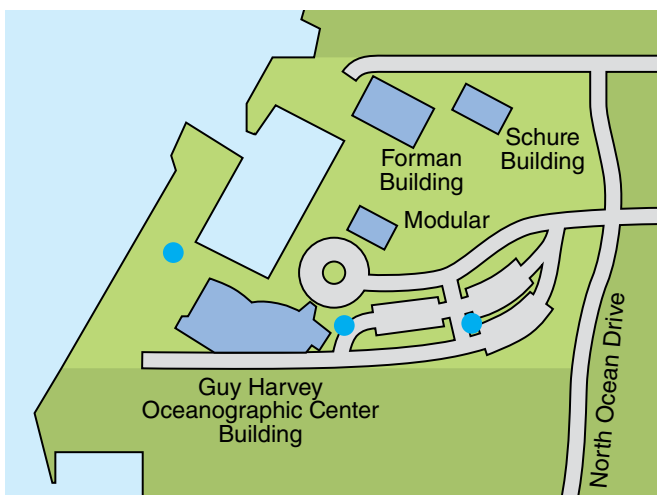 Forman
Building
Schure
Building
Modular
Guy Harvey
Oceanographic Center
Building
North Ocean Drive